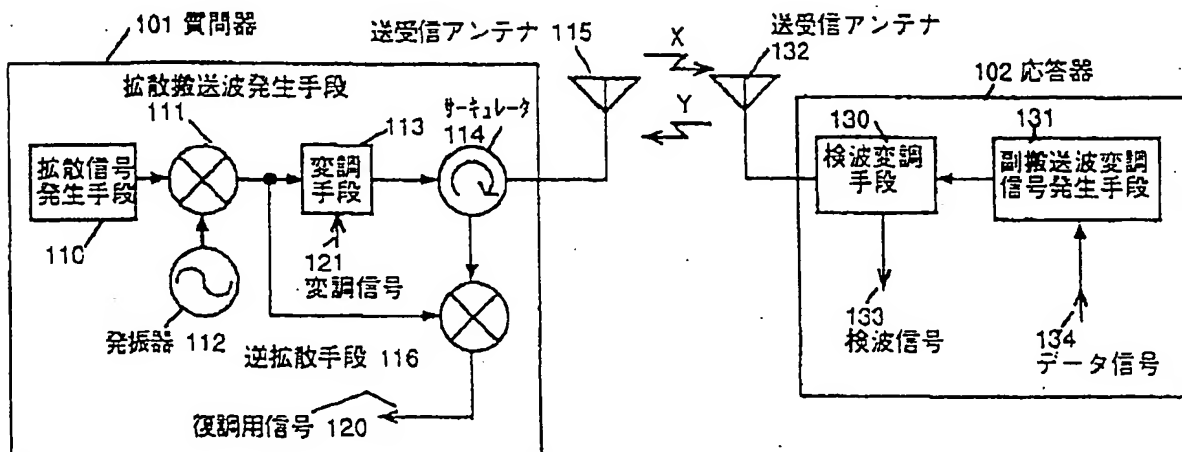 101 質問器
送受信アンテナ 115
X
Y
送受信アンテナ
132
102 応答器
拡散搬送波発生手段
111
113
サーキュレータ
114
拡散信号
発生手段
110
変調
手段
121
変調信号
発振器 112
逆拡散手段 116
復調用信号 120
130
検波変調
手段
131
副搬送波変調
信号発生手段
133
検波信号
134
データ信号